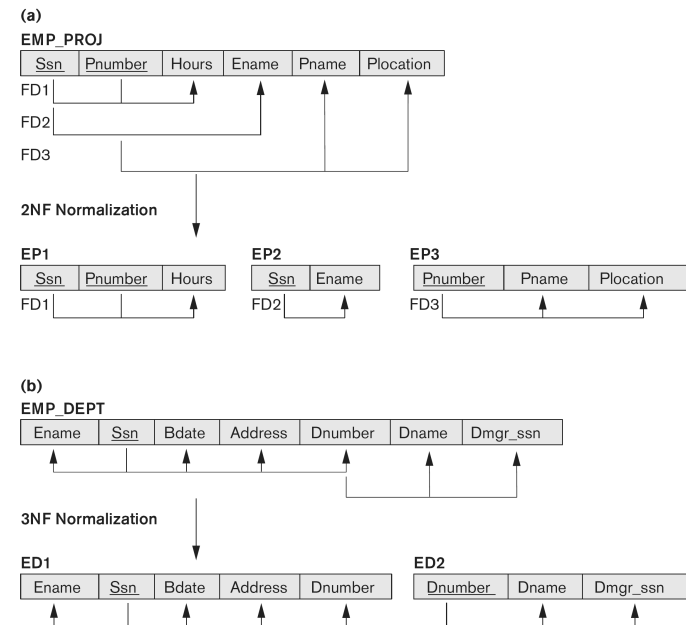 (a)
EMP_PROJ
Ssn Pnumber Hours Ename Pname Plocation
FD1
FD2
FD3
2NF Normalization
EP1 EP2 EP3
Ssn Pnumber Hours Ssn Ename Pnumber Pname Plocation
FD1 FD2 FD3
(b)
EMP_DEPT
Ename Ssn Bdate Address Dnumber Dname Dmgr_ssn
3NF Normalization
ED1 ED2
Ename Ssn Bdate Address Dnumber Dnumber Dname Dmgr_ssn